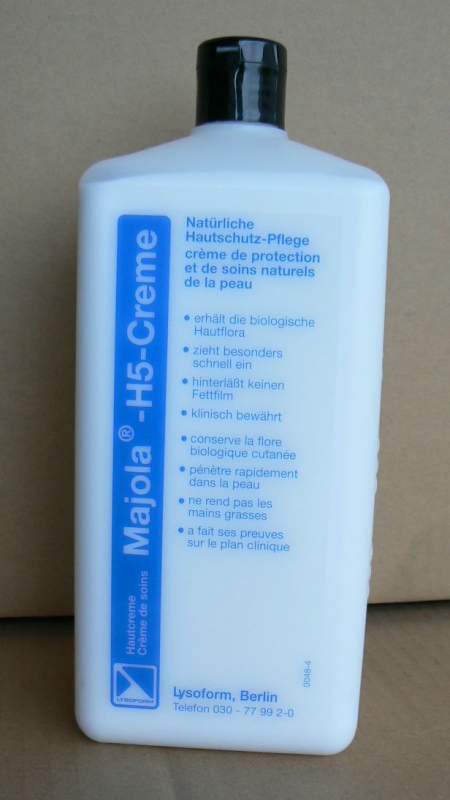 Natürliche
Hautschutz-Pflege
crème de protection
et de soins naturels
de la peau
• erhält die biologische
Hautflora
• zieht besonders
schnell ein
• hinterläßt keinen
Fettfilm
• klinisch bewährt
• conserve la flore
biologique cutanée
• pénètre rapidement
dans la peau
• ne rend pas les
mains grasses
• a fait ses preuves
sur le plan clinique
Majola® -H5-Creme
Hautcreme
Crème de soins
LYSOFORM
Lysoform, Berlin
Telefon 030 - 77 99 2-0
0048-4